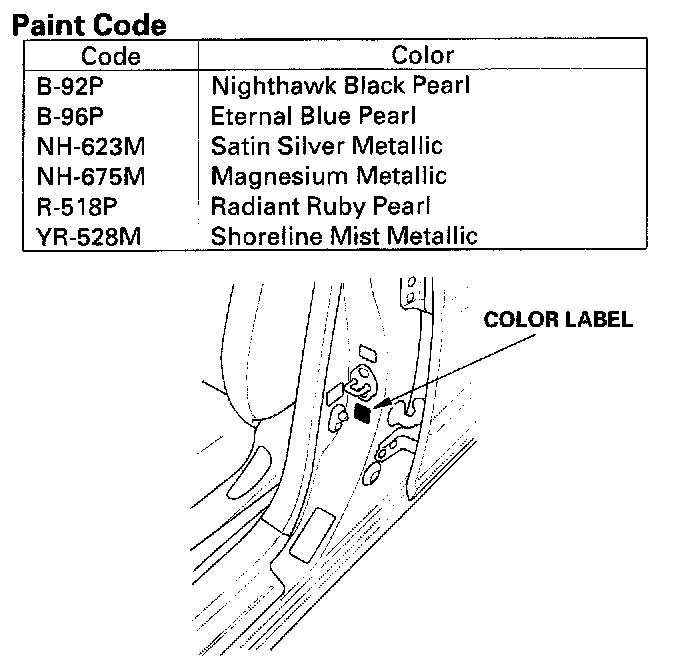 Paint Code
Code Color
B-92P Nighthawk Black Pearl
B-96P Eternal Blue Pearl
NH-623M Satin Silver Metallic
NH-675M Magnesium Metallic
R-518P Radiant Ruby Pearl
YR-528M Shoreline Mist Metallic
COLOR LABEL